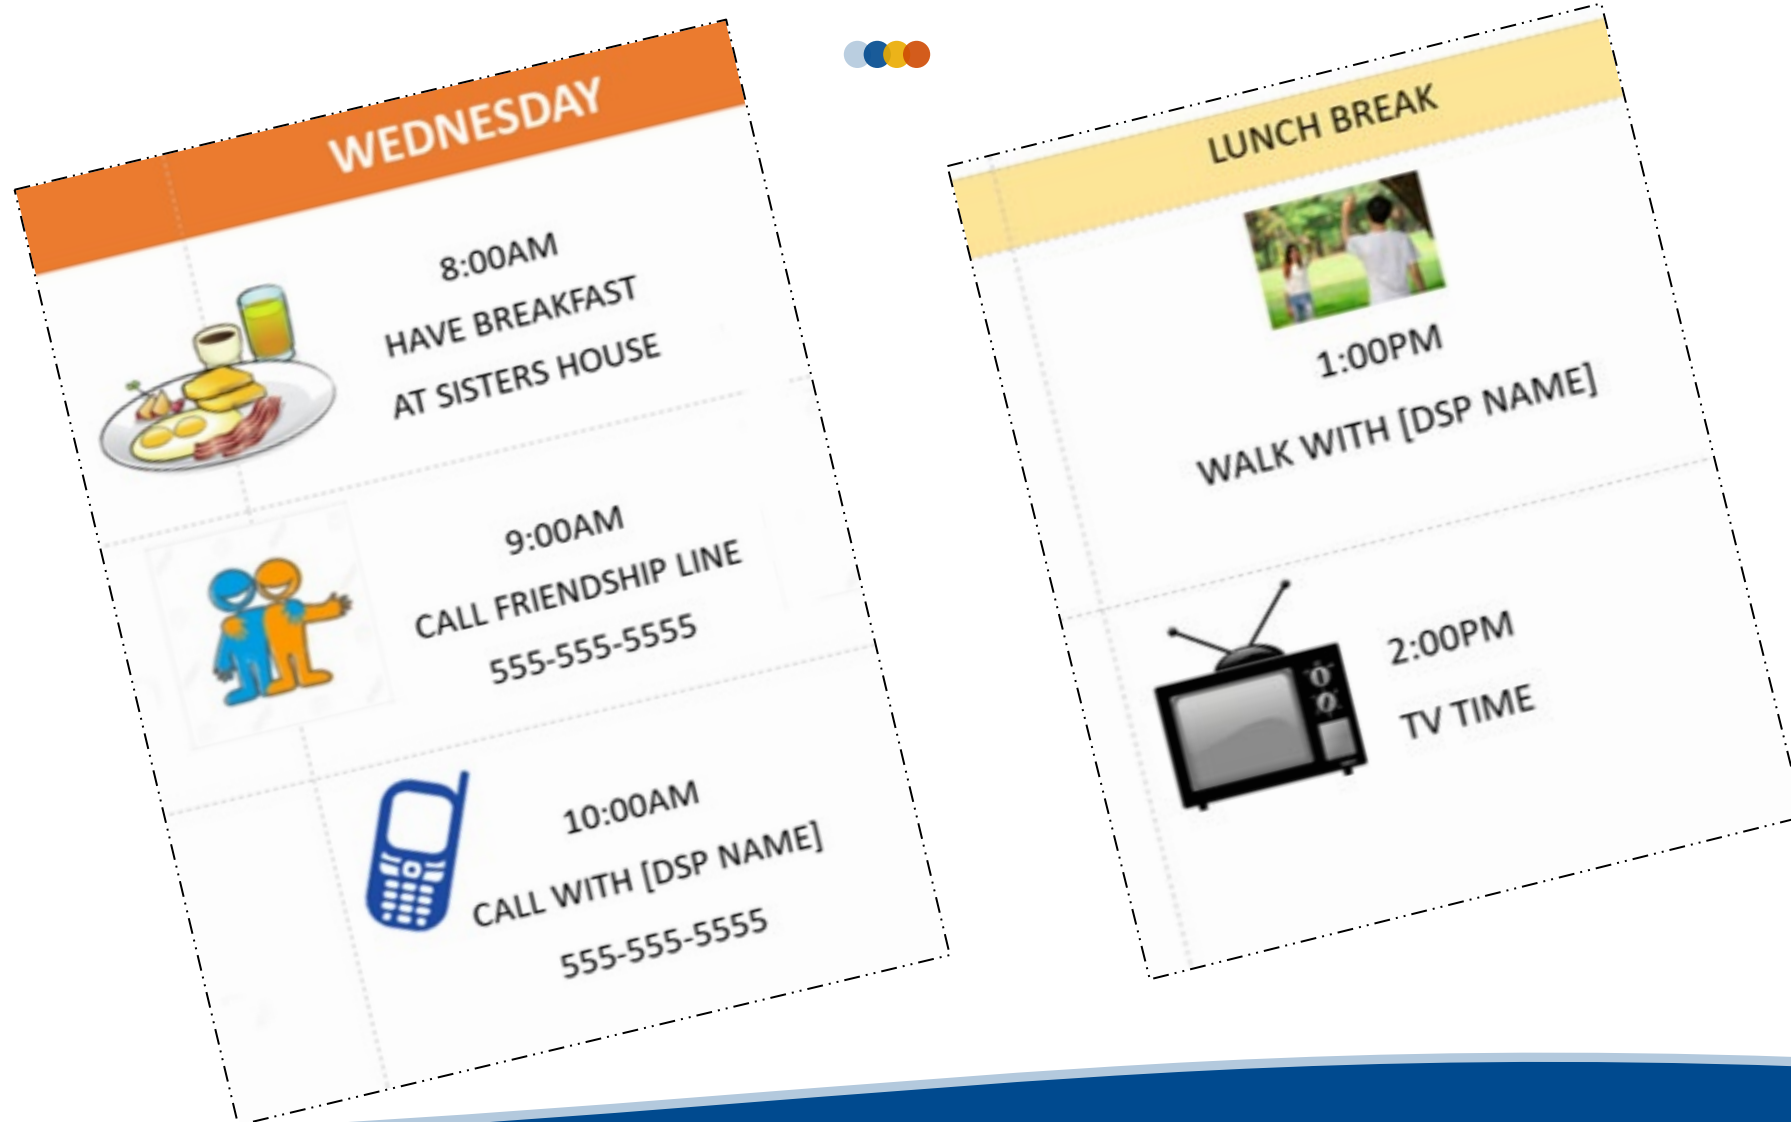 WEDNESDAY
8:00AM
HAVE BREAKFAST
AT SISTERS HOUSE
9:00AM
CALL FRIENDSHIP LINE
555-555-5555
10:00AM
CALL WITH [DSP NAME]
555-555-5555
LUNCH BREAK
1:00PM
WALK WITH [DSP NAME]
2:00PM
TV TIME